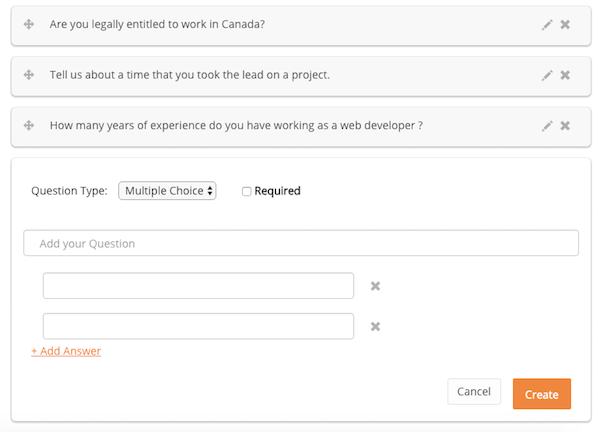 Are you legally entitled to work in Canada?
Tell us about a time that you took the lead on a project.
How many years of experience do you have working as a web developer ?
Question Type: Multiple Choice Required
Add your Question
+ Add Answer
Cancel Create